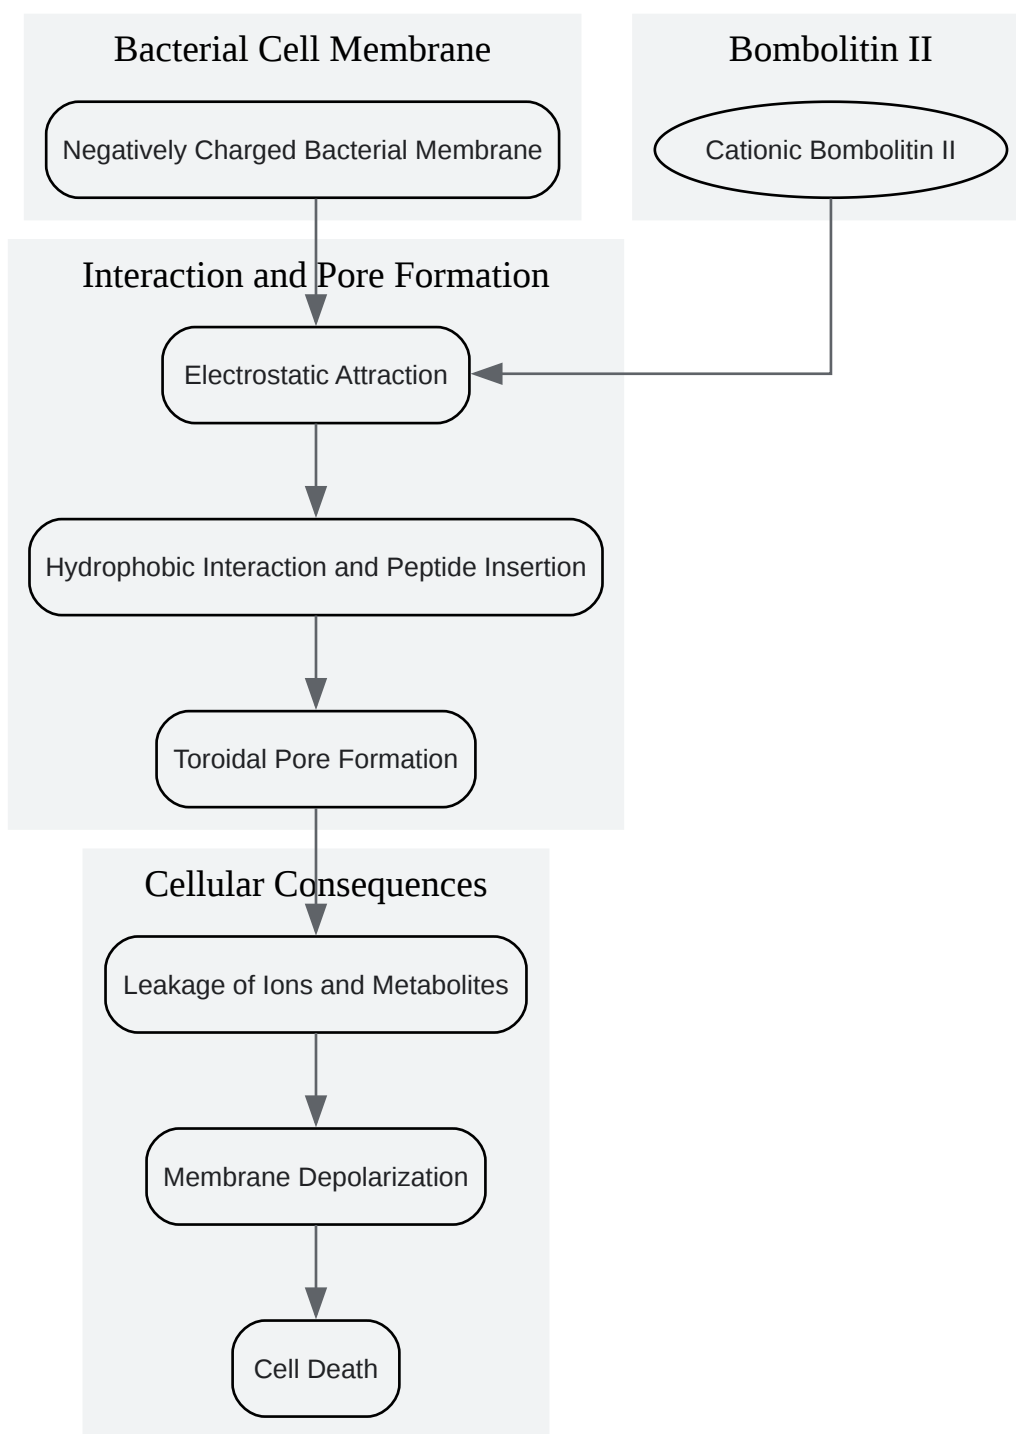 Bacterial Cell Membrane
Bombolitin II
Negatively Charged Bacterial Membrane
Cationic Bombolitin II
Interaction and Pore Formation
Electrostatic Attraction
Hydrophobic Interaction and Peptide Insertion
Toroidal Pore Formation
Cellular Consequences
Leakage of Ions and Metabolites
Membrane Depolarization
Cell Death